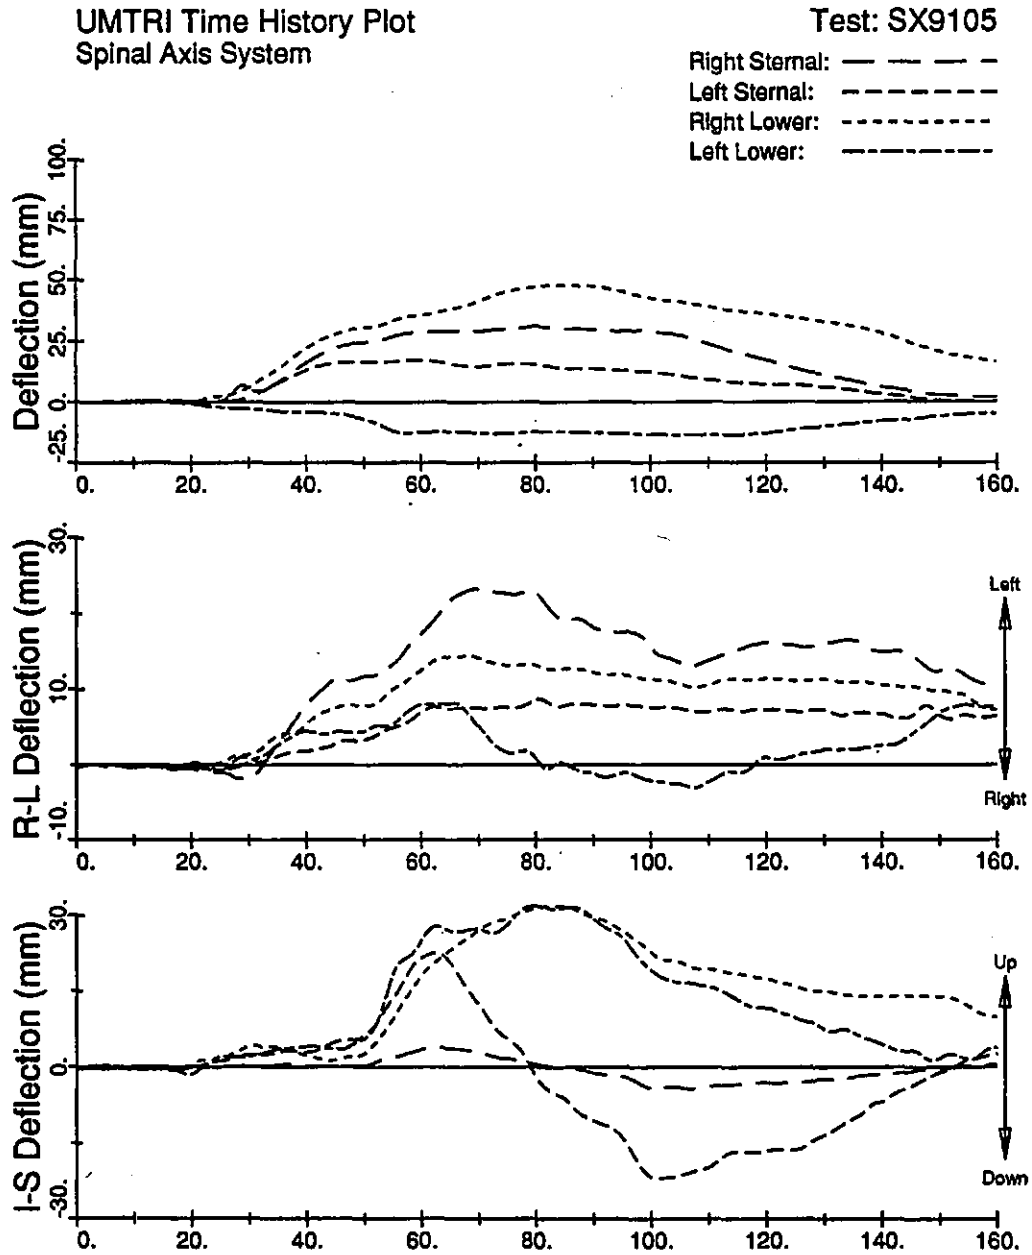 UMTRI Time History Plot
Test: SX9105
Spinal Axis System
Right Sternal:
Left Sternal:
Right Lower:
Left Lower:
Deflection (mm)
100.
75.
50.
25.
0.
-25.
0. 20. 40. 60. 80. 100. 120. 140. 160.
R-L Deflection (mm)
30.
10.
-10.
Left
Right
0. 20. 40. 60. 80. 100. 120. 140. 160.
I-S Deflection (mm)
30.
0.
-30.
Up
Down
0. 20. 40. 60. 80. 100. 120. 140. 160.